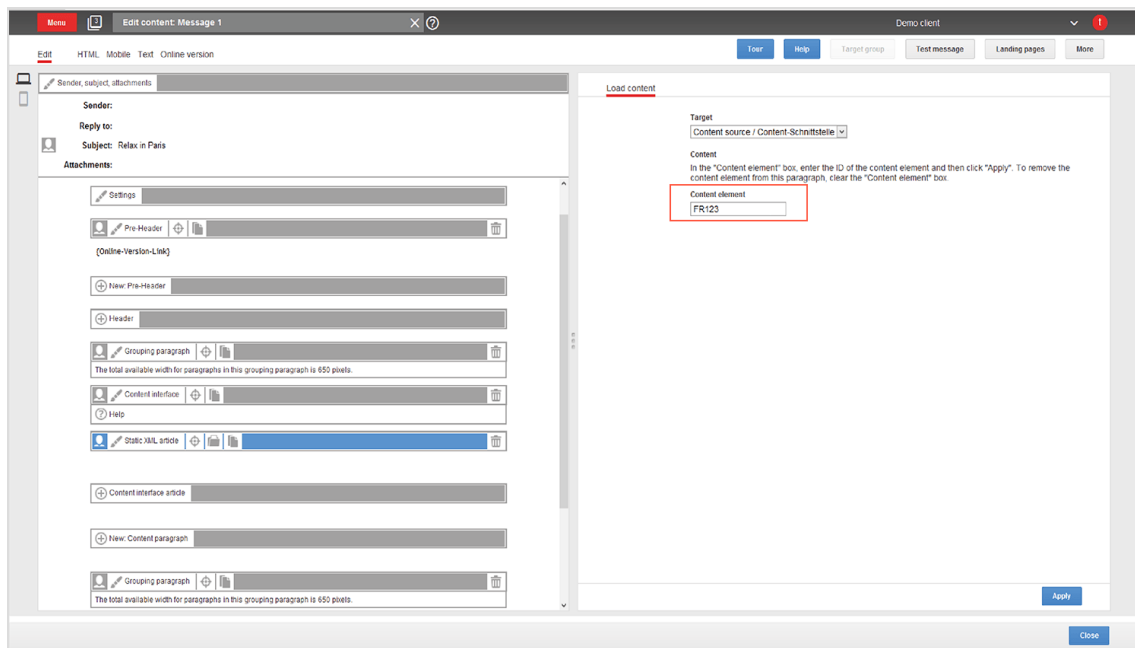 Menu
3
Edit content: Message 1
Demo client
Edit HTML Mobile Text Online version
Tour
Help
Target group
Test message
Landing pages
More
Sender, subject, attachments
Sender:
Reply to:
Subject: Relax in Paris
Attachments:
Settings
Pre-Header
{Online-Version-Link}
New: Pre-Header
Header
Grouping paragraph
The total available width for paragraphs in this grouping paragraph is 650 pixels.
Content interface
Help
Static XML article
Content interface article
New: Content paragraph
Grouping paragraph
The total available width for paragraphs in this grouping paragraph is 650 pixels.
Load content
Target
Content source / Content-Schnittstelle
Content
In the "Content element" box, enter the ID of the content element and then click "Apply". To remove the
content element from this paragraph, clear the "Content element" box.
Content element
FR123
Apply
Close